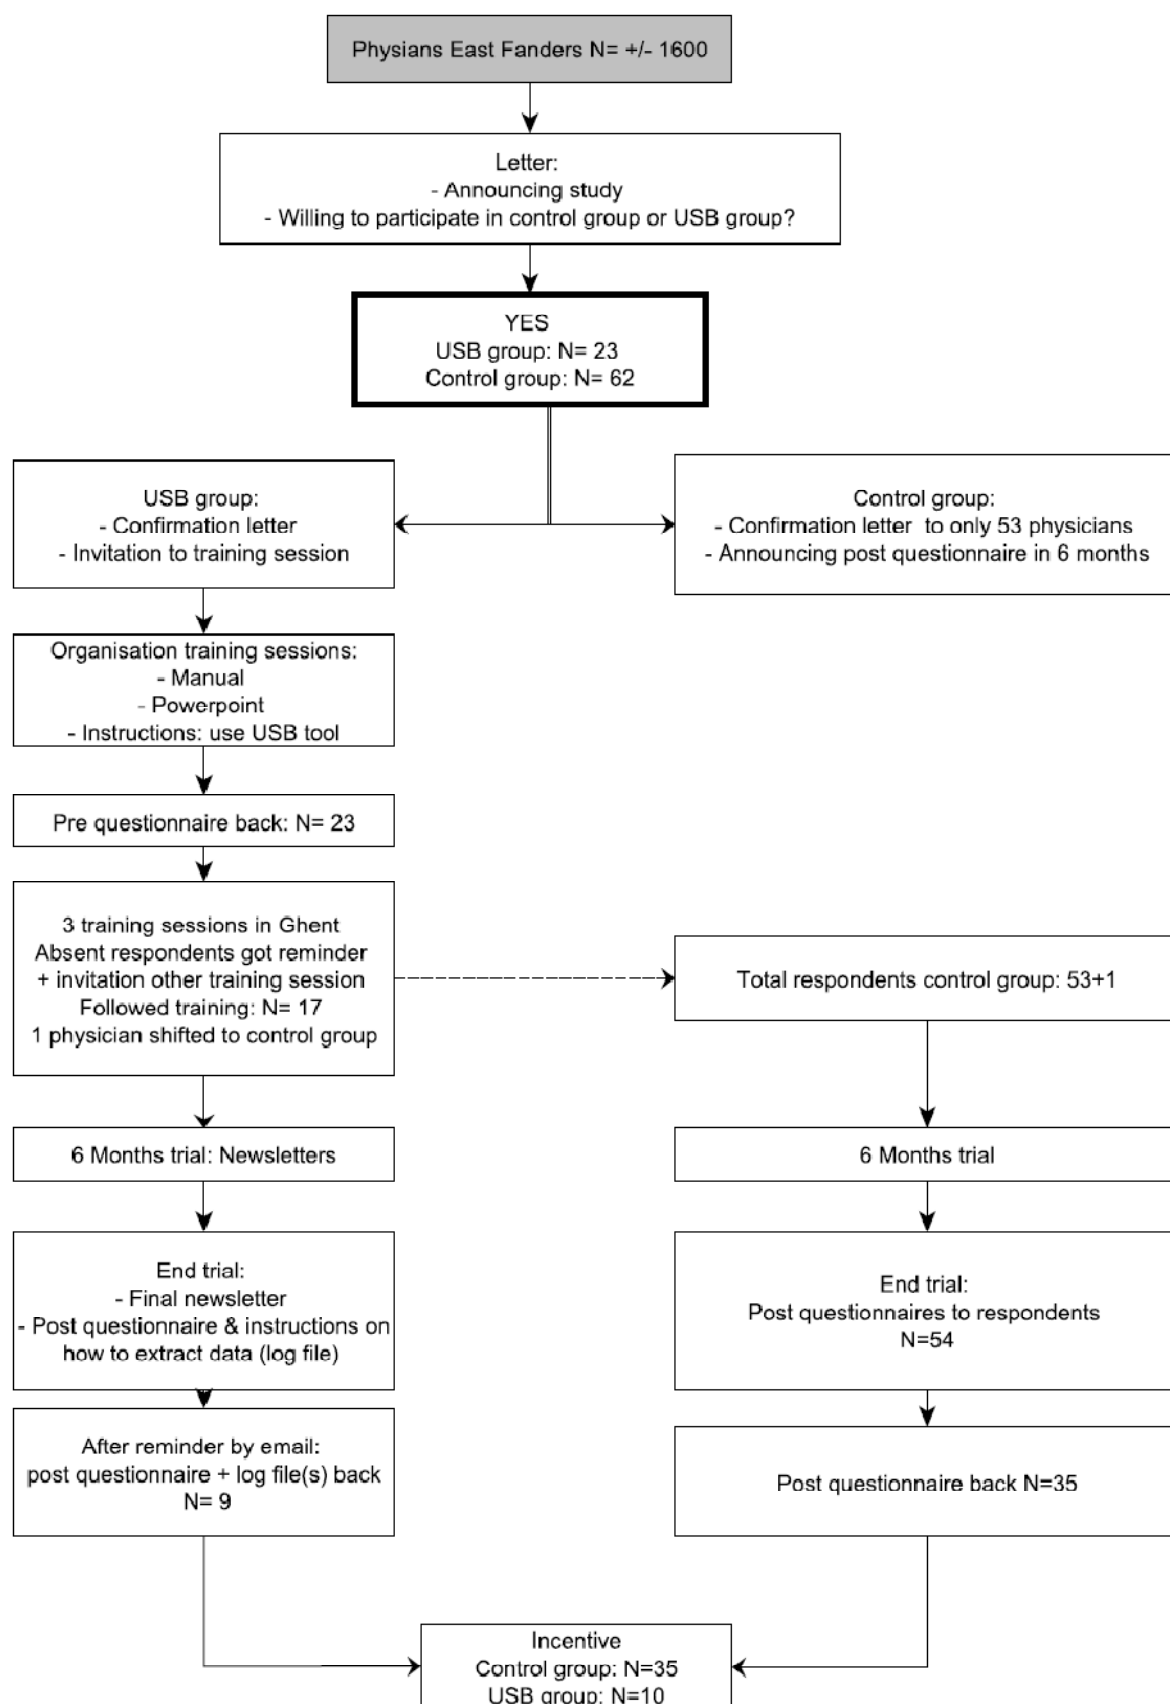 Physians East Fanders N= +/- 1600
Letter:
- Announcing study
- Willing to participate in control group or USB group?
YES
USB group: N= 23
Control group: N= 62
USB group:
- Confirmation letter
- Invitation to training session
Control group:
- Confirmation letter to only 53 physicians
- Announcing post questionnaire in 6 months
Organisation training sessions:
- Manual
- Powerpoint
- Instructions: use USB tool
Pre questionnaire back: N= 23
3 training sessions in Ghent
Absent respondents got reminder
+ invitation other training session
Followed training: N= 17
1 physician shifted to control group
Total respondents control group: 53+1
6 Months trial: Newsletters
6 Months trial
End trial:
- Final newsletter
- Post questionnaire & instructions on
how to extract data (log file)
End trial:
Post questionnaires to respondents
N=54
After reminder by email:
post questionnaire + log file(s) back
N= 9
Post questionnaire back N=35
Incentive
Control group: N=35
USB group: N=10